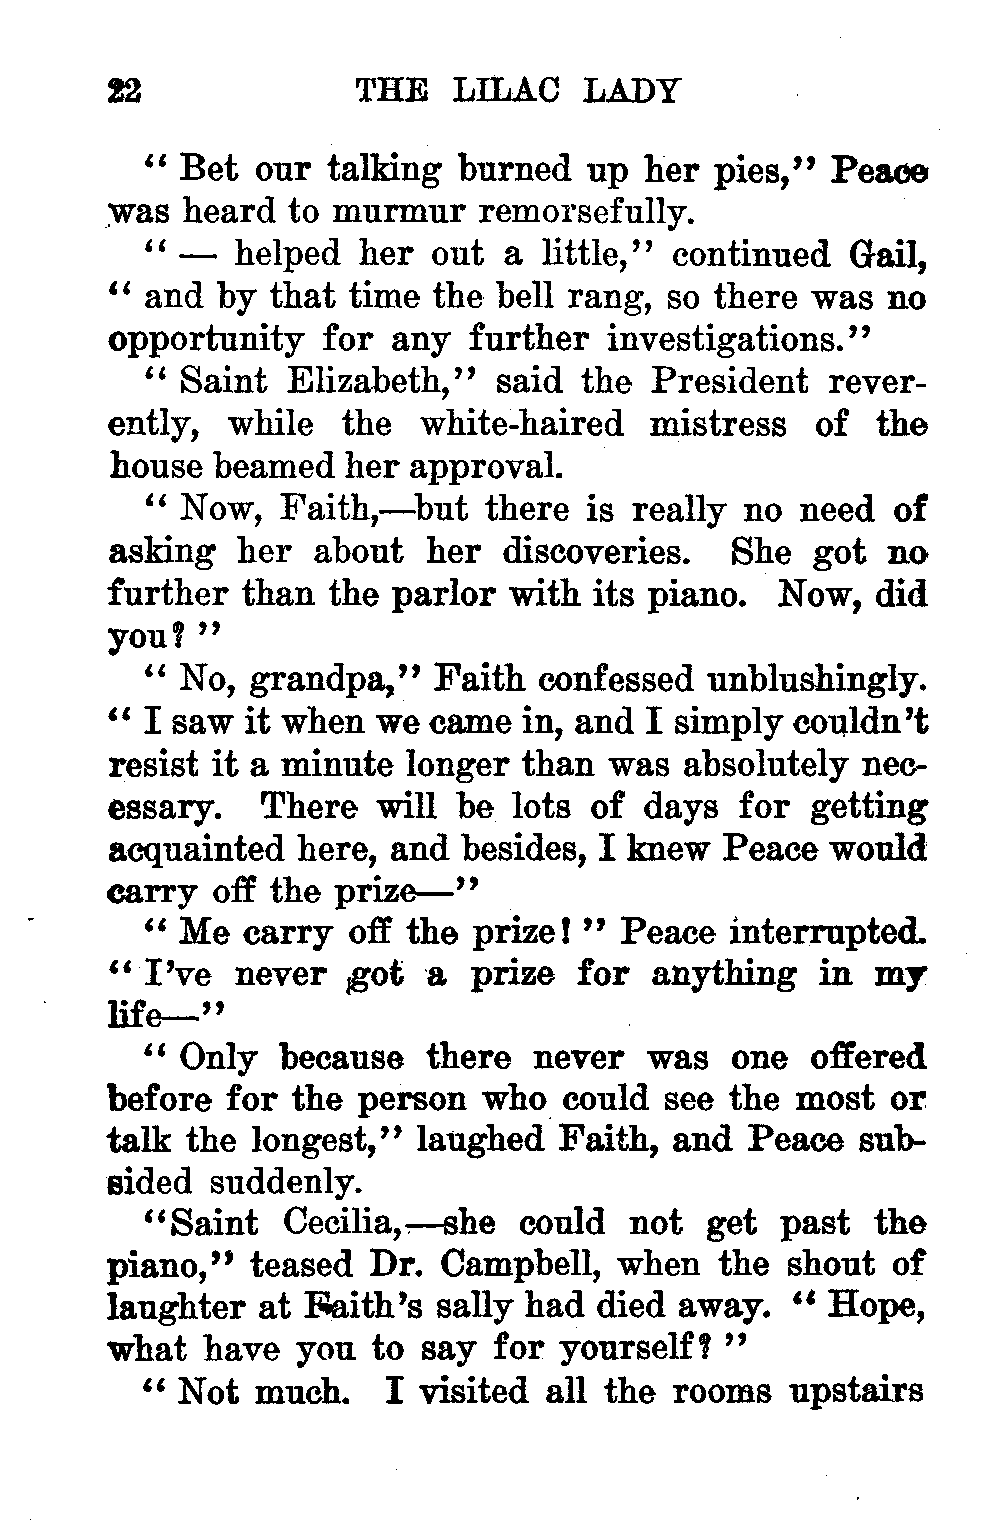 22 THE LILAC LADY
“ Bet our talking burned up her pies,” Peace
was heard to murmur remorsefully.
“ — helped her out a little,” continued Gail,
“ and by that time the bell rang, so there was no
opportunity for any further investigations.”
“ Saint Elizabeth,” said the President rever-
ently, while the white-haired mistress of the
house beamed her approval.
“ Now, Faith,—but there is really no need of
asking her about her discoveries. She got no
further than the parlor with its piano. Now, did
you? ”
“ No, grandpa,” Faith confessed unblushingly.
“ I saw it when we came in, and I simply couldn’t
resist it a minute longer than was absolutely nec-
essary. There will be lots of days for getting
acquainted here, and besides, I knew Peace would
carry off the prize—”
“ Me carry off the prize! ” Peace interrupted.
“ I’ve never got a prize for anything in my
life—”
“ Only because there never was one offered
before for the person who could see the most or
talk the longest,” laughed Faith, and Peace sub-
sided suddenly.
“Saint Cecilia,—she could not get past the
piano,” teased Dr. Campbell, when the shout of
laughter at Faith’s sally had died away. “ Hope,
what have you to say for yourself? ”
“ Not much. I visited all the rooms upstairs